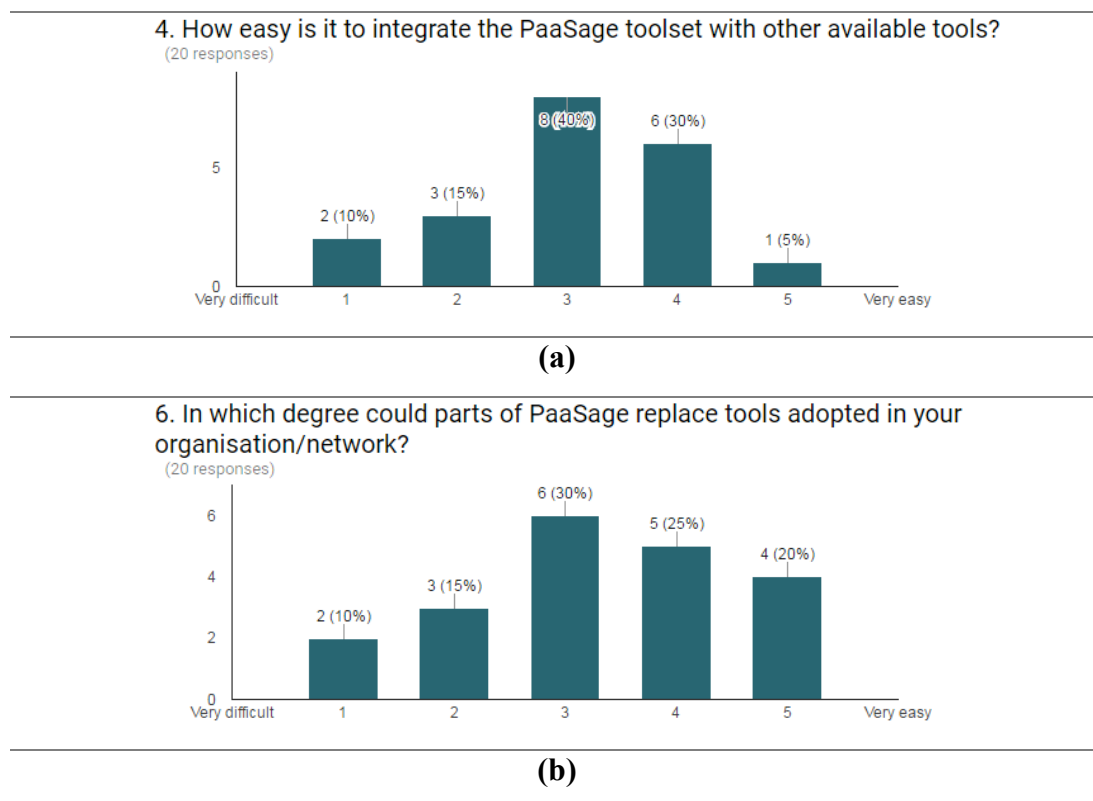 4. How easy is it to integrate the PaaSage toolset with other available tools?
(20 responses)
8 (40%)
6 (30%)
5
3 (15%)
2 (10%)
1 (5%)
0
Very difficult 1 2 3 4 5 Very easy
(a)
6. In which degree could parts of PaaSage replace tools adopted in your
organisation/network?
(20 responses)
6 (30%)
6
5 (25%)
4 (20%)
4
3 (15%)
2 (10%)
2
0
Very difficult 1 2 3 4 5 Very easy
(b)